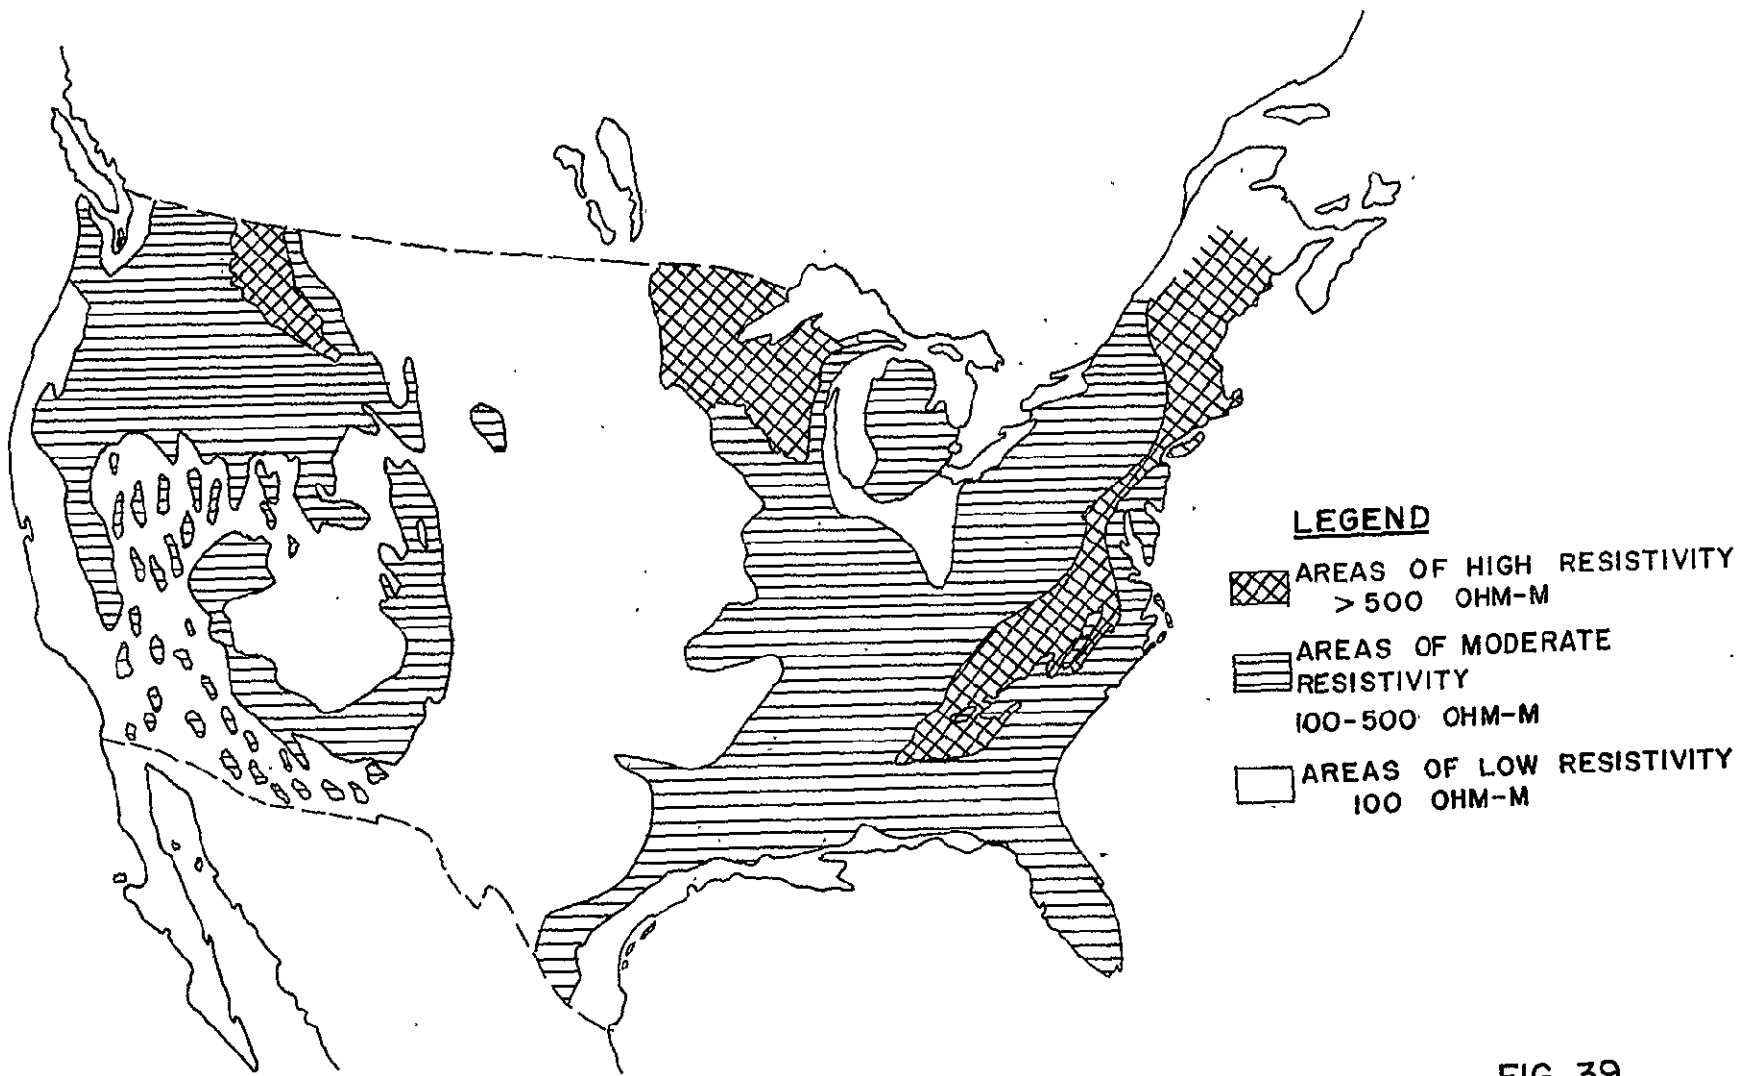 LEGEND
AREAS OF HIGH RESISTIVITY
> 500 OHM-M
AREAS OF MODERATE
RESISTIVITY
100-500 OHM-M
AREAS OF LOW RESISTIVITY
100 OHM-M
FIG. 39